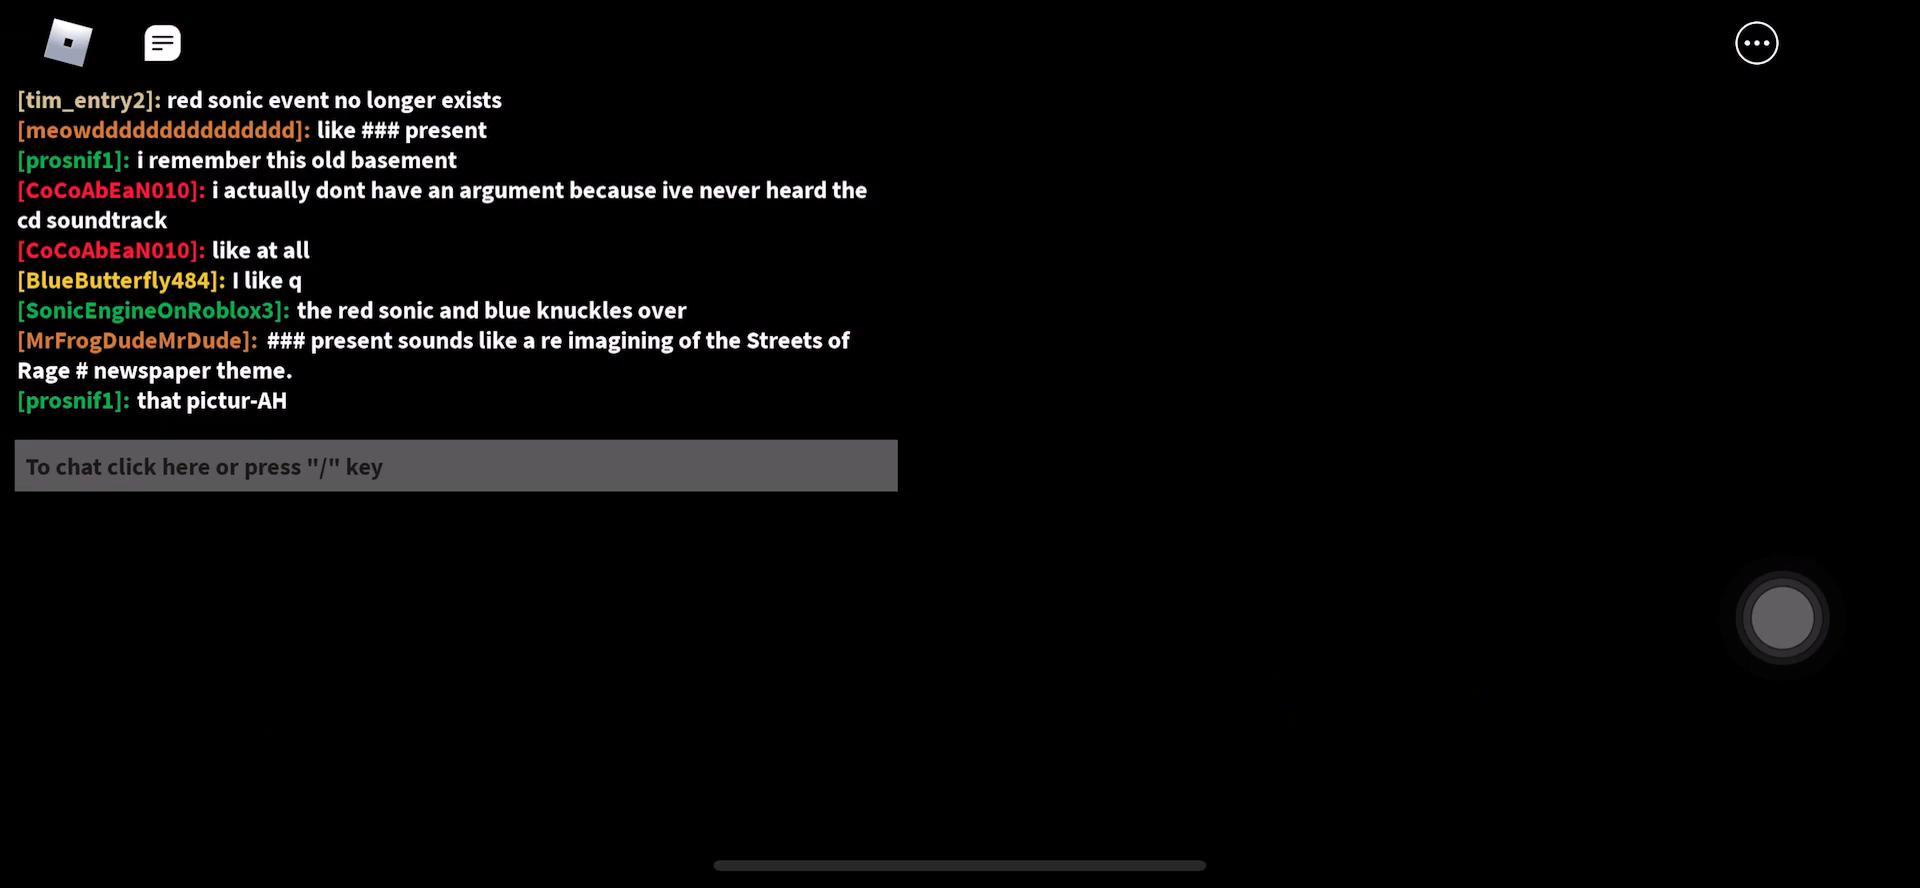 [tim_entry2]: red sonic event no longer exists
[meowddddddddddddddd]: like ### present
[prosnif1]: i remember this old basement
[CoCoAbEaN010]: i actually dont have an argument because ive never heard the
cd soundtrack
[CoCoAbEaN010]: like at all
[BlueButterfly484]: I like q
[SonicEngineOnRoblox3]: the red sonic and blue knuckles over
[MrFrogDudeMrDude]: ### present sounds like a re imagining of the Streets of
Rage # newspaper theme.
[prosnif1]: that pictur-AH
To chat click here or press "/" key